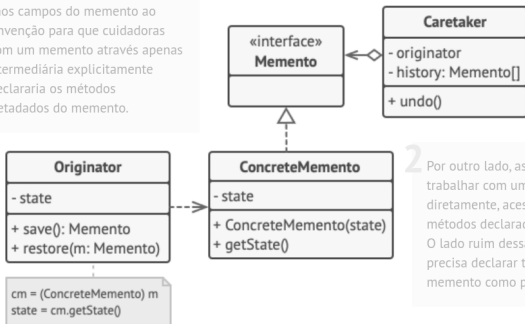 aos campos do memento ao
nvenção para que cuidadoras
om um memento através apenas
termediária explicitamente
eclararia os métodos
etadados do memento.
«interface»
Memento
Caretaker
- originator
- history: Memento[]
+ undo()
Originator
- state
+ save(): Memento
+ restore(m: Memento)
cm = (ConcreteMemento) m
state = cm.getState()
ConcreteMemento
- state
+ ConcreteMemento(state)
+ getState()
2
Por outro lado, as
trabalhar com um
diretamente, aces
métodos declarad
O lado ruim dess
precisa declarar t
memento como p